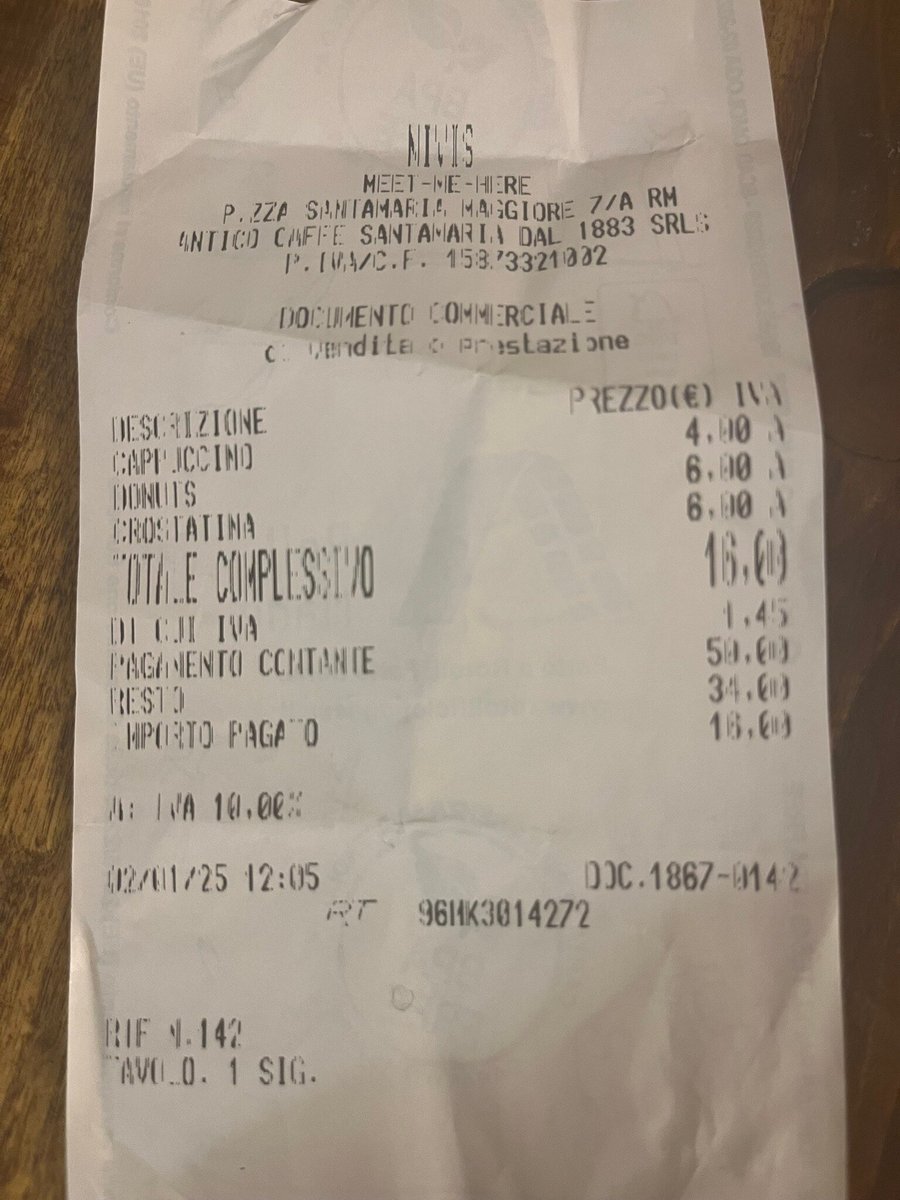 NIVIS
MEET-ME-HERE
P.ZZA SANTAMARIA MAGGIORE 7/A RM
ANTICO CAFFE SANTAMARIA DAL 1883 SRLS
P.IVA/C.F. 15873321002
DOCUMENTO COMMERCIALE
di vendita o prestazione
DESCRIZIONE PREZZO(€) IVA
CAPPUCCINO 4,00 A
DONUTS 6,00 A
CROSTATINA 6,00 A
TOTALE COMPLESSIVO 16,00
DI CUI IVA 1,45
PAGAMENTO CONTANTE 50,00
RESTO 34,00
IMPORTO PAGATO 16,00
A: IVA 10,00%
02/01/25 12:05 DOC.1867-0142
RT 96MK3014272
RIF N.142
TAVOLO. 1 SIG.